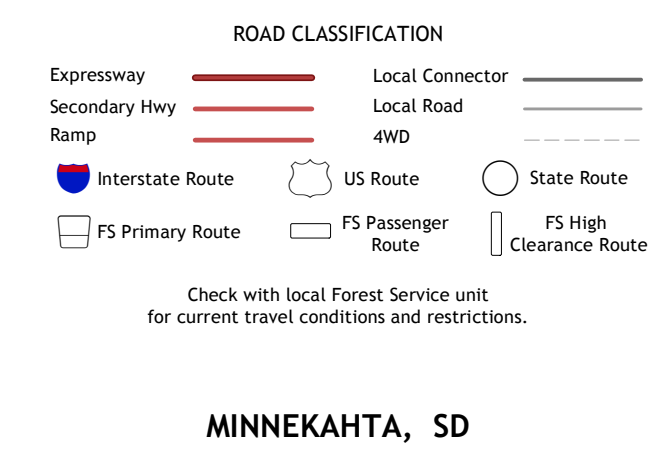 ROAD CLASSIFICATION
Expressway
Local Connector
Secondary Hwy
Local Road
Ramp
4WD
Interstate Route
US Route
State Route
FS Primary Route
FS Passenger
Route
FS High
Clearance Route
Check with local Forest Service unit
for current travel conditions and restrictions.
MINNEKAHTA, SD